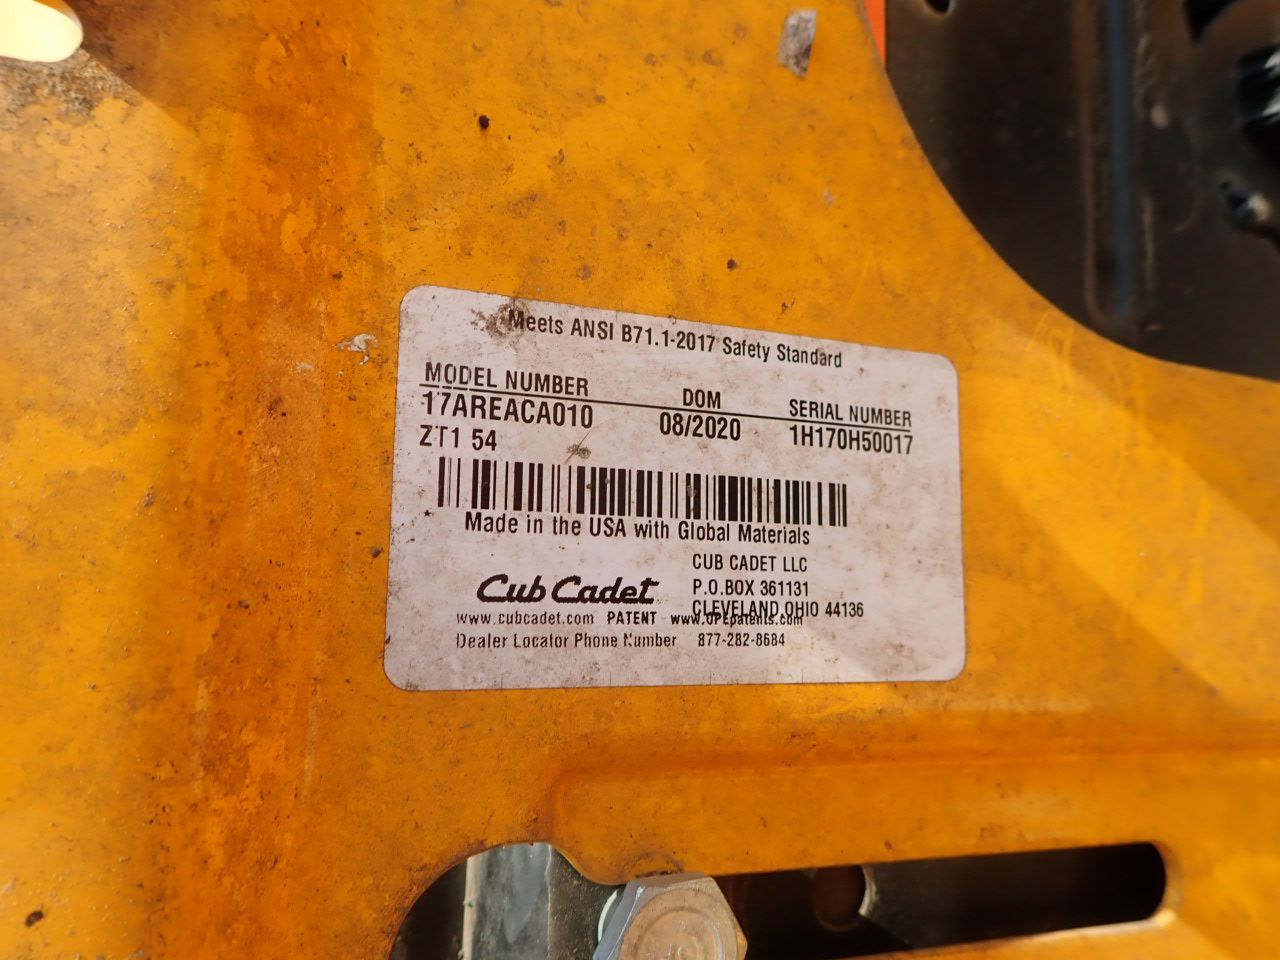 Meets ANSI B71.1-2017 Safety Standard
MODEL NUMBER DOM SERIAL NUMBER
17AREACA010 08/2020 1H170H50017
ZT1 54
Made in the USA with Global Materials
CUB CADET LLC
Cub Cadet P.O.BOX 361131
CLEVELAND,OHIO 44136
www.cubcadet.com PATENT www.OPEpatents.com
Dealer Locator Phone Number 877-282-8684